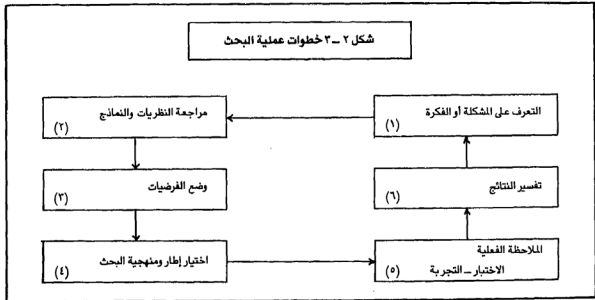 شكل ٢ – ٣ خطوات عملية البحث
التعرف على المشكلة أو الفكرة
(١)
مراجعة النظريات والنماذج
(٢)
وضع الفرضيات
(٣)
اختيار إطار ومنهجية البحث
(٤)
الملاحظة الفعلية
الاختبار – التجربة
(٥)
تفسير النتائج
(٦)